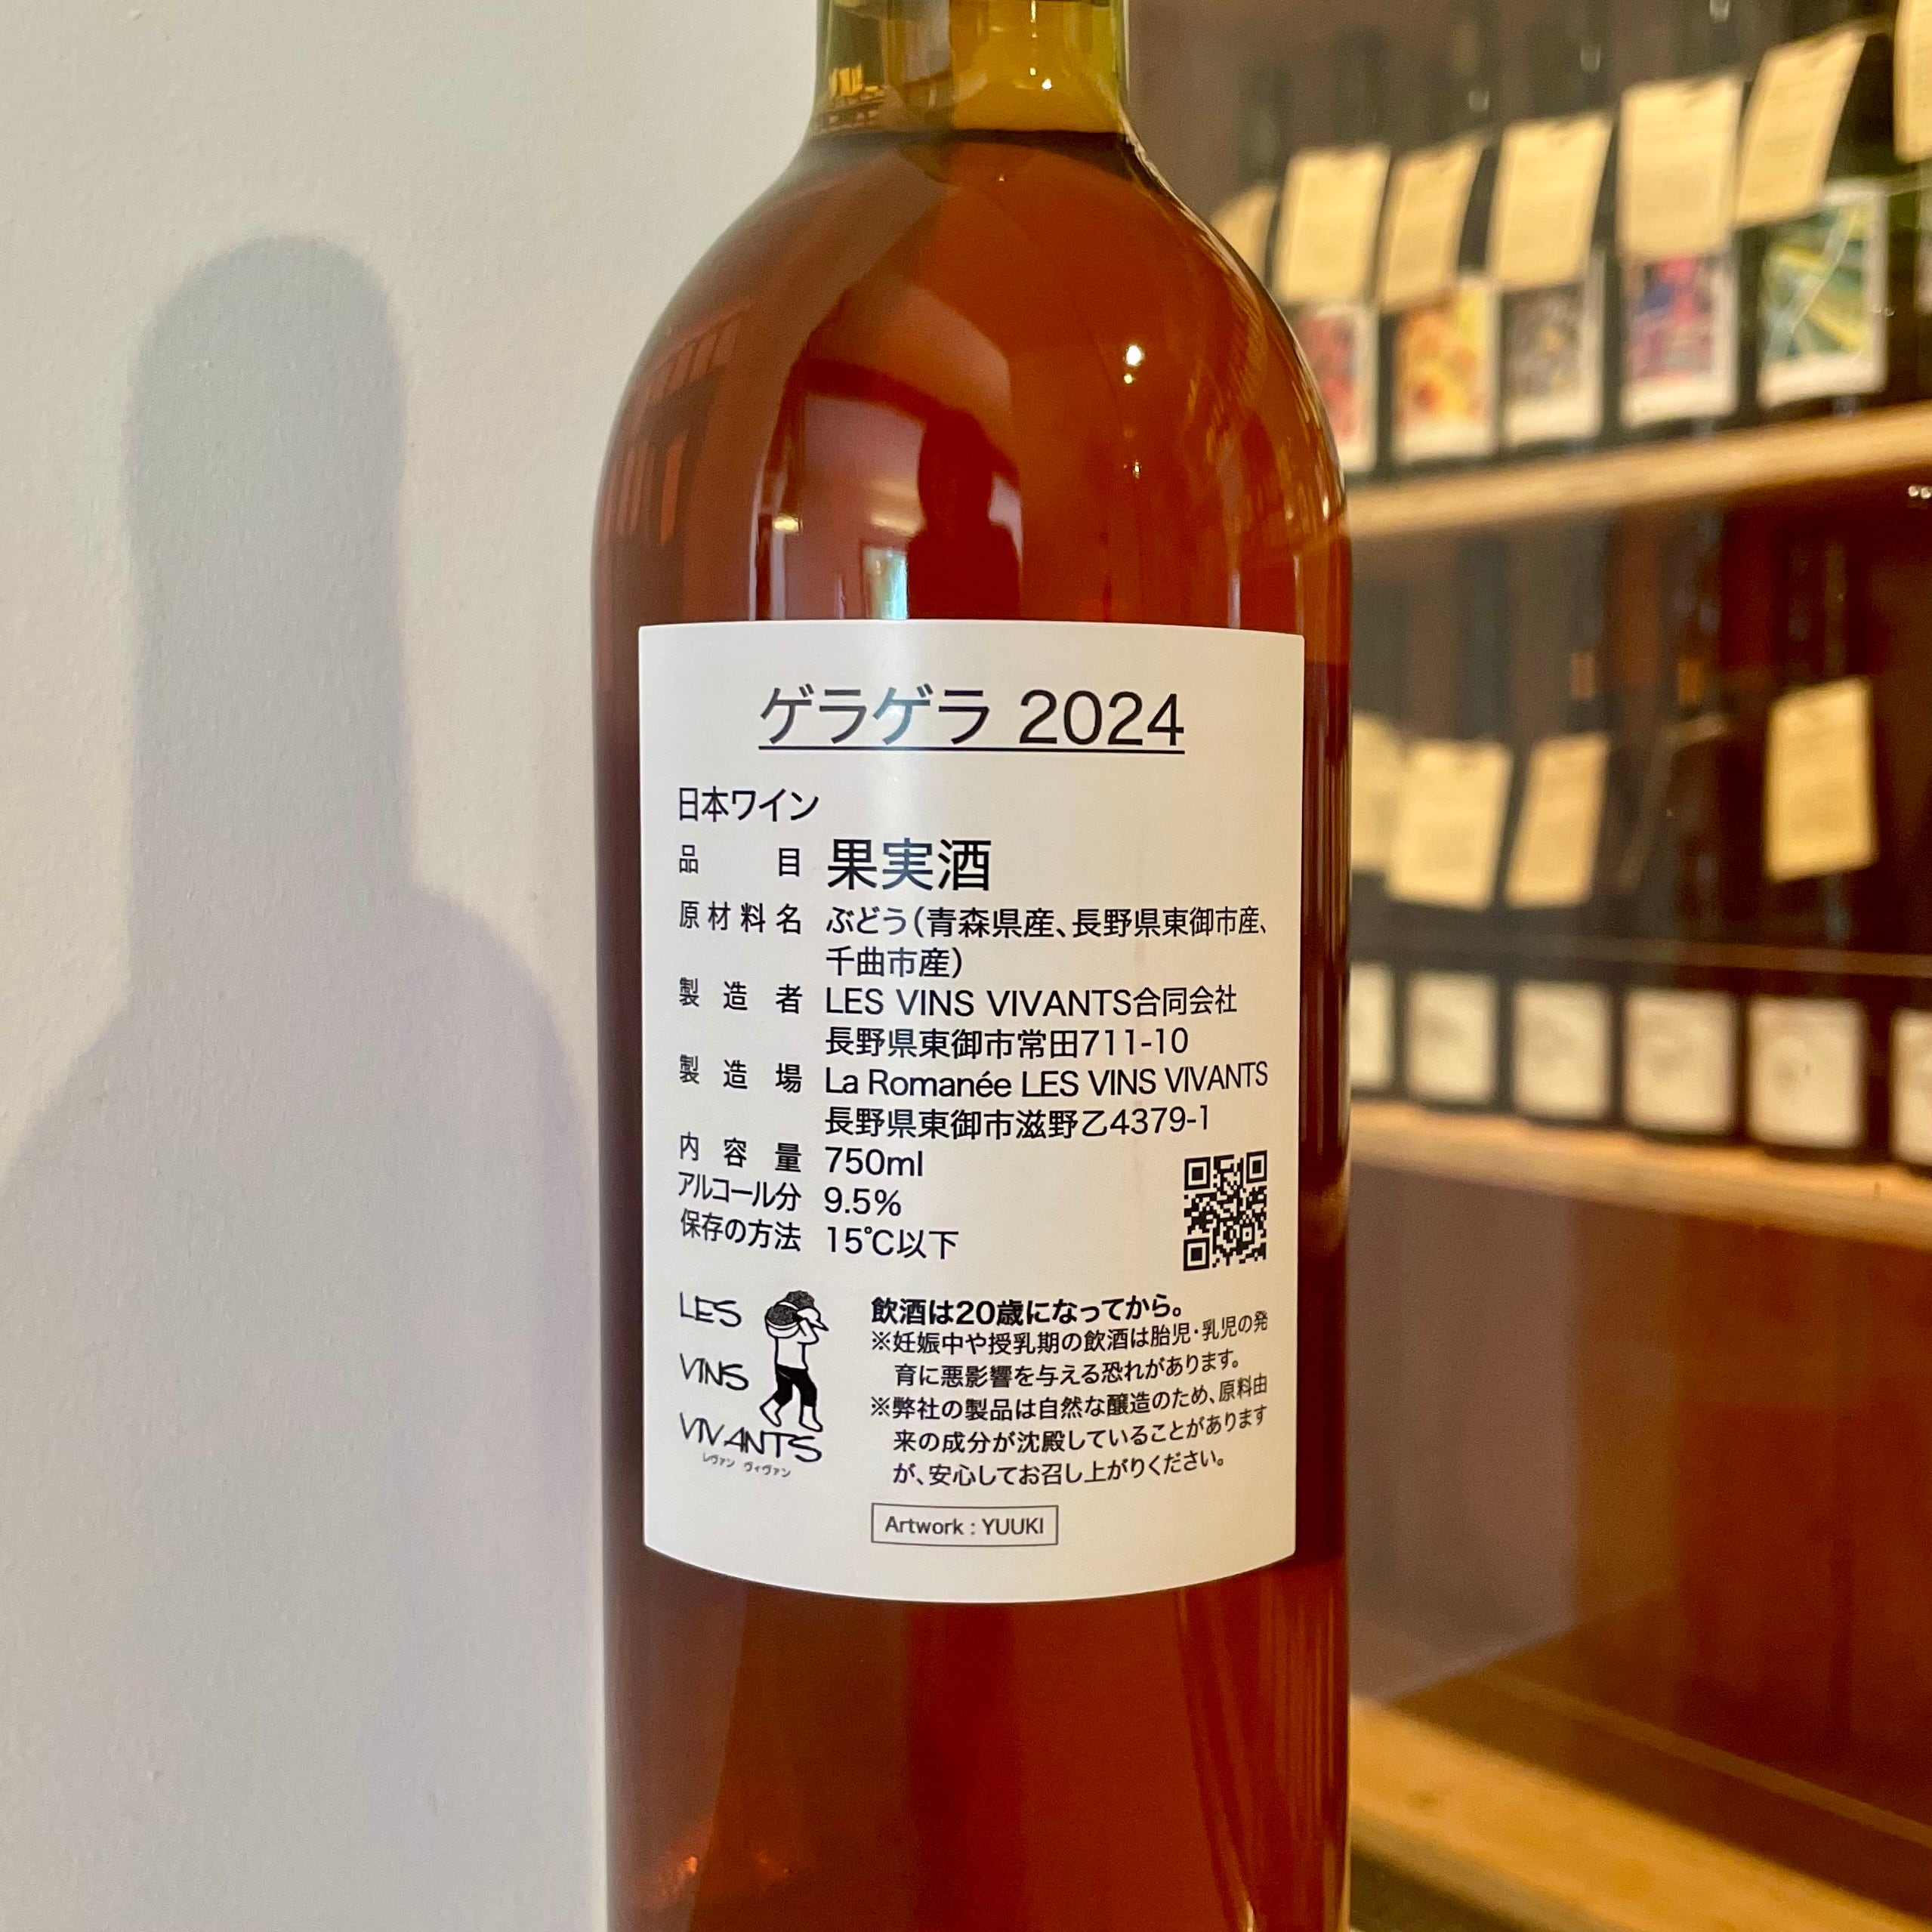 ゲラゲラ 2024
日本ワイン
品目 果実酒
原材料名 ぶどう(青森県産、長野県東御市産、
千曲市産)
製造者 LES VINS VIVANTS合同会社
長野県東御市常田711-10
製造場 La Romanée LES VINS VIVANTS
長野県東御市滋野乙4379-1
内容量 750ml
アルコール分 9.5%
保存の方法 15℃以下
LES
VINS
VIVANTS
レヴァン ヴィヴァン
飲酒は20歳になってから。
※妊娠中や授乳期の飲酒は胎児・乳児の発
育に悪影響を与える恐れがあります。
※弊社の製品は自然な醸造のため、原料由
来の成分が沈殿していることがあります
が、安心してお召し上がりください。
Artwork : YUUKI